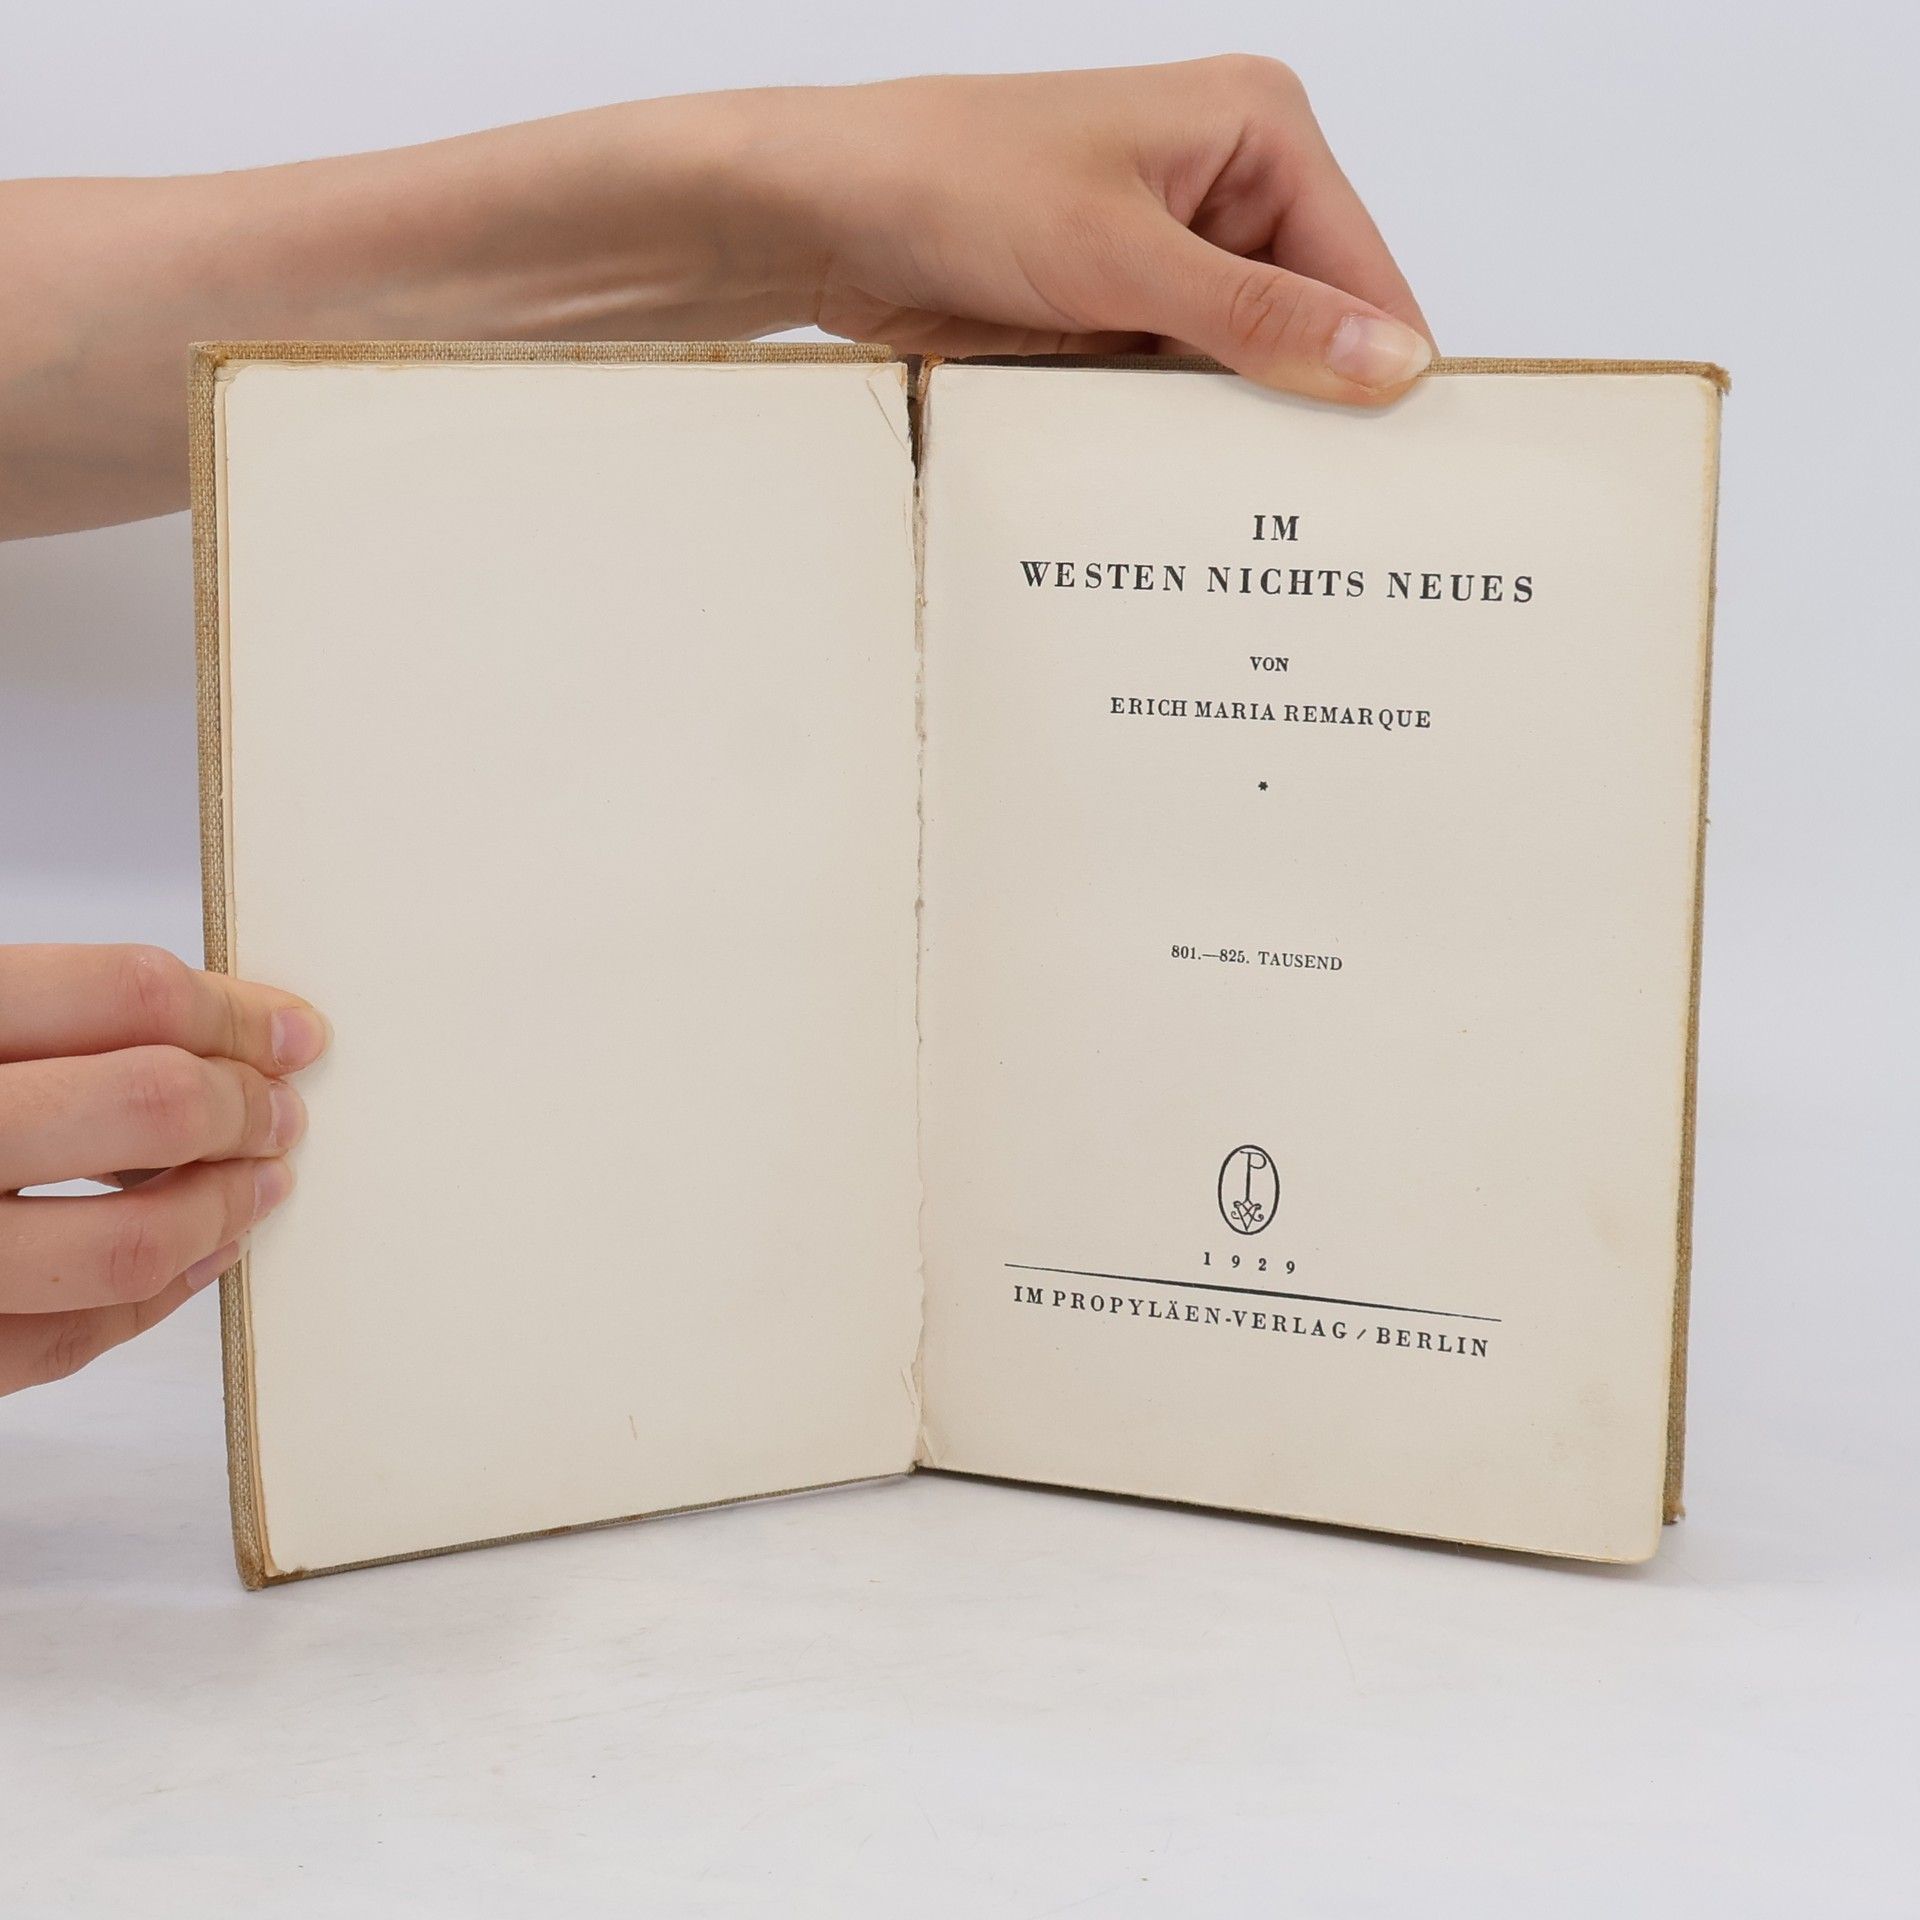 IM
WESTEN NICHTS NEUES
VON
ERICH MARIA REMARQUE
*
801.—825. TAUSEND
P
1929
IM PROPYLÄEN-VERLAG / BERLIN